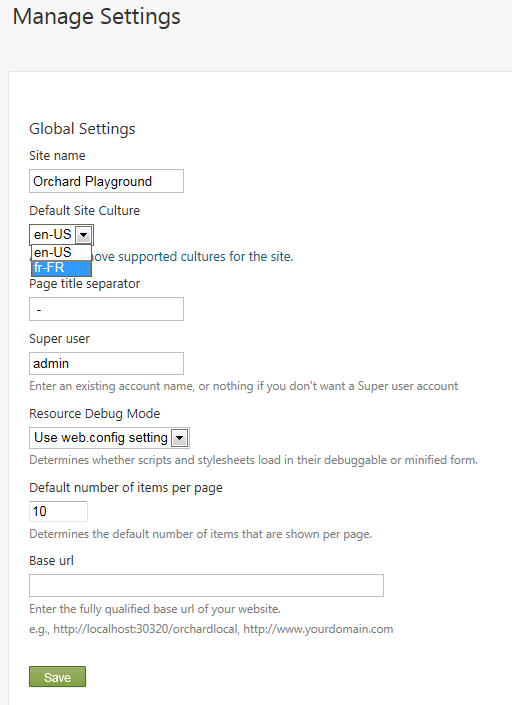 Manage Settings
Global Settings
Site name
Orchard Playground
Default Site Culture
en-US
en-US
ove supported cultures for the site.
fr-FR
Page title separator
-
Super user
admin
Enter an existing account name, or nothing if you don't want a Super user account
Resource Debug Mode
Use web.config setting
Determines whether scripts and stylesheets load in their debuggable or minified form.
Default number of items per page
10
Determines the default number of items that are shown per page.
Base url
Enter the fully qualified base url of your website.
e.g., http://localhost:30320/orchardlocal, http://www.yourdomain.com
Save